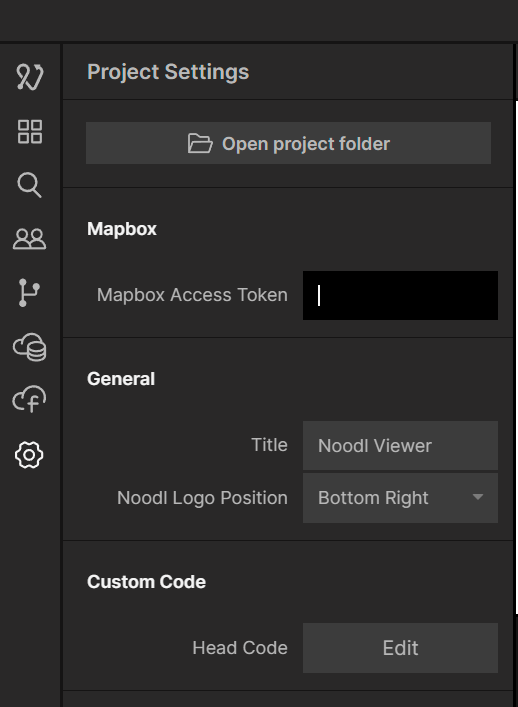 Project Settings
Open project folder
Mapbox
Mapbox Access Token
General
Title Noodl Viewer
Noodl Logo Position Bottom Right
Custom Code
Head Code Edit